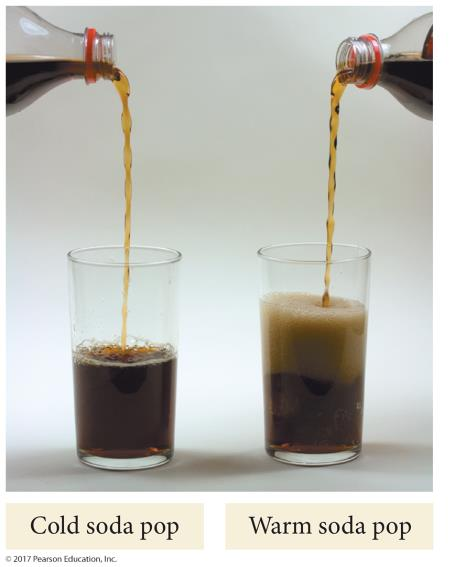 Cold soda pop
Warm soda pop
© 2017 Pearson Education, Inc.